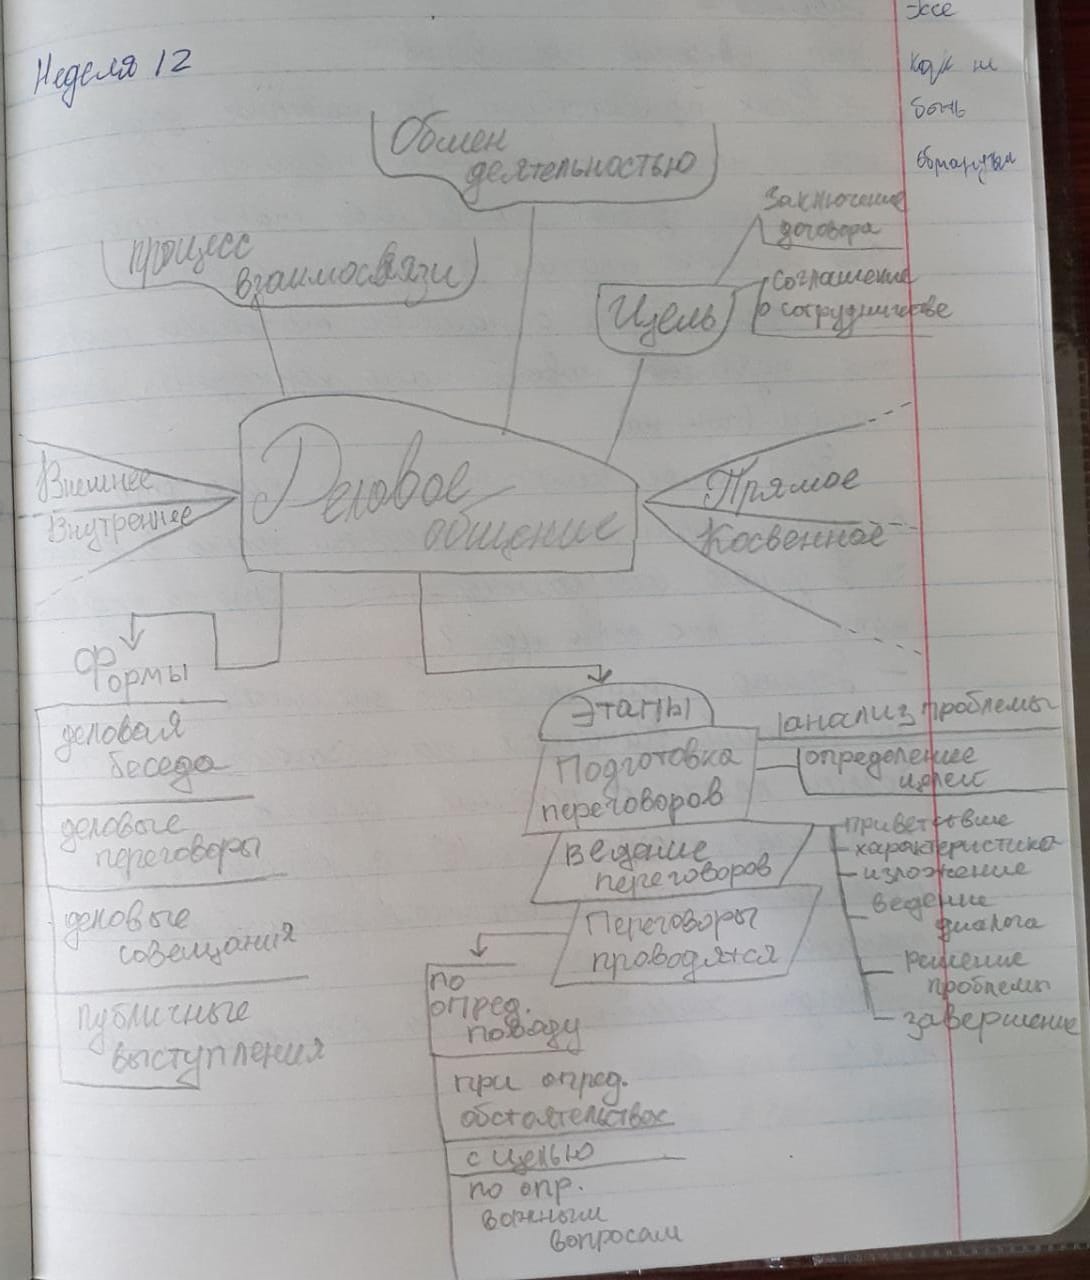 Неделя 12
Эссе
как не
быть
обманутым
Обмен
деятельностью
процесс
взаимосвязи
Заключение
договора
Цель
соглашение
о сотрудничестве
Деловое
общение
Внешнее
Внутреннее
Прямое
Косвенное
Формы
деловая
беседа
деловые
переговоры
деловые
совещания
публичные
выступления
Этапы
Подготовка
переговоров
анализ проблемы
определение
целей
ведение
переговоров
приветствие
характеристика
изложение
ведение
диалога
решение
проблемы
завершение
Переговоры
проводятся
по
опред.
поводу
при опред.
обстоятельствах
с целью
по опр.
важным
вопросам